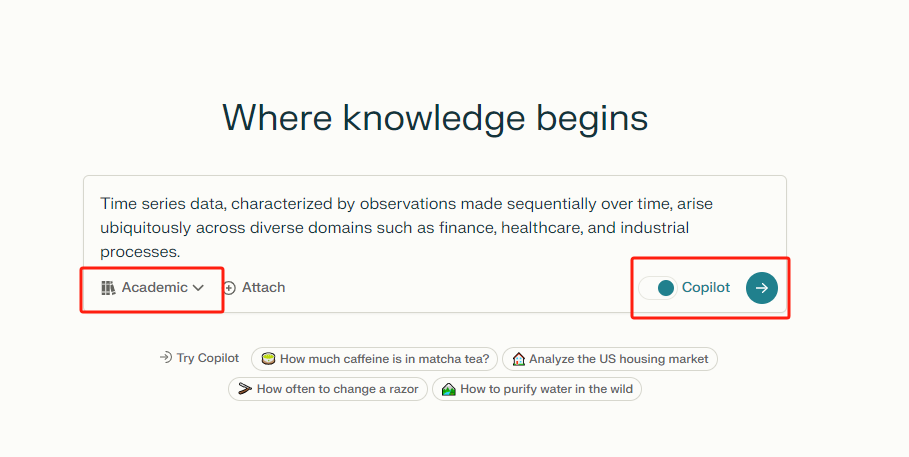 Where knowledge begins
Time series data, characterized by observations made sequentially over time, arise
ubiquitously across diverse domains such as finance, healthcare, and industrial
processes.
Academic Attach Copilot
Try Copilot How much caffeine is in matcha tea? Analyze the US housing market
How often to change a razor How to purify water in the wild